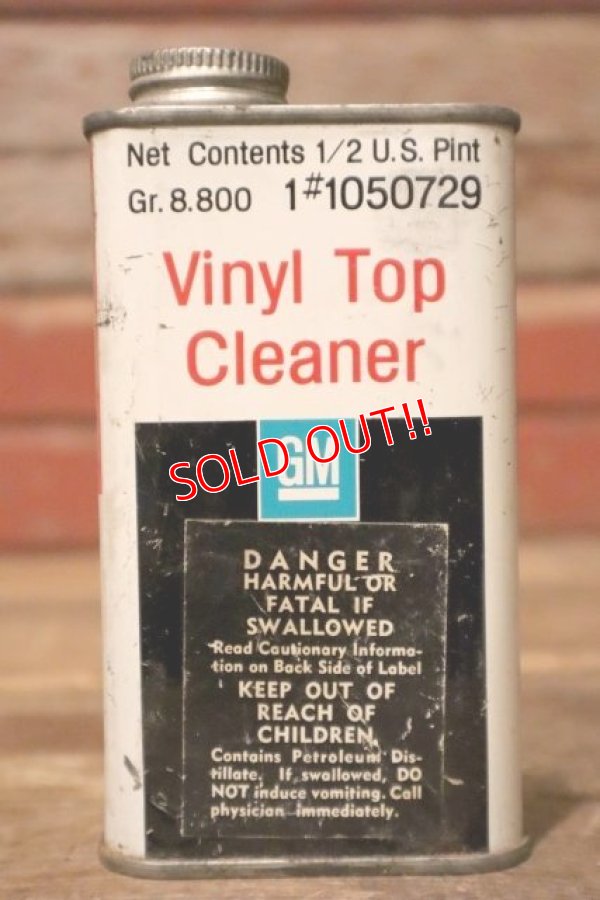 Net Contents 1/2 U.S. Pint
Gr. 8.800 1#1050729
Vinyl Top
Cleaner
GM
SOLD OUT!!
DANGER
HARMFUL OR
FATAL IF
SWALLOWED
Read Cautionary Informa-
tion on Back Side of Label
KEEP OUT OF
REACH OF
CHILDREN
Contains Petroleum Dis-
tillate. If swallowed, DO
NOT induce vomiting. Call
physician immediately.